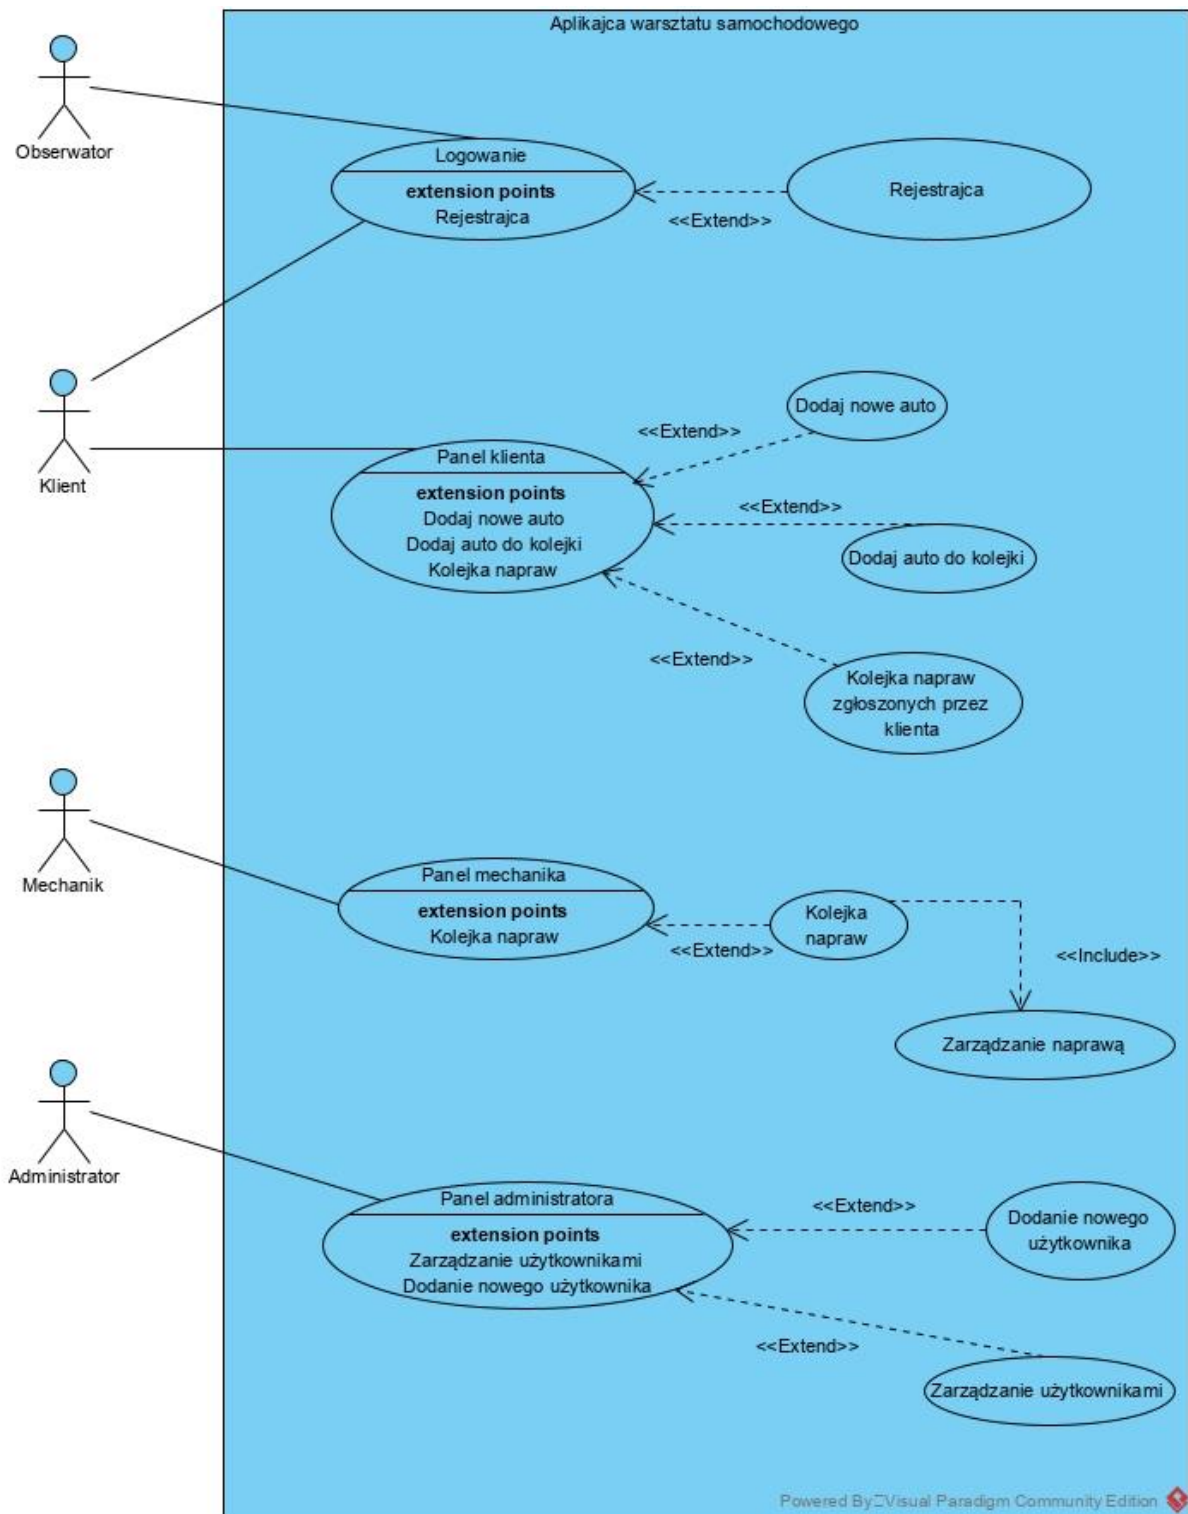 Aplikajca warsztatu samochodowego
Obserwator
Logowanie
extension points
Rejestrajca
<<Extend>>
Rejestrajca
Klient
Panel klienta
extension points
Dodaj nowe auto
Dodaj auto do kolejki
Kolejka napraw
<<Extend>>
Dodaj nowe auto
<<Extend>>
Dodaj auto do kolejki
<<Extend>>
Kolejka napraw
zgłoszonych przez
klienta
Mechanik
Panel mechanika
extension points
Kolejka napraw
<<Extend>>
Kolejka
napraw
<<Include>>
Zarządzanie naprawą
Administrator
Panel administratora
extension points
Zarządzanie użytkownikami
Dodanie nowego użytkownika
<<Extend>>
Dodanie nowego
użytkownika
<<Extend>>
Zarządzanie użytkownikami
Powered By Visual Paradigm Community Edition